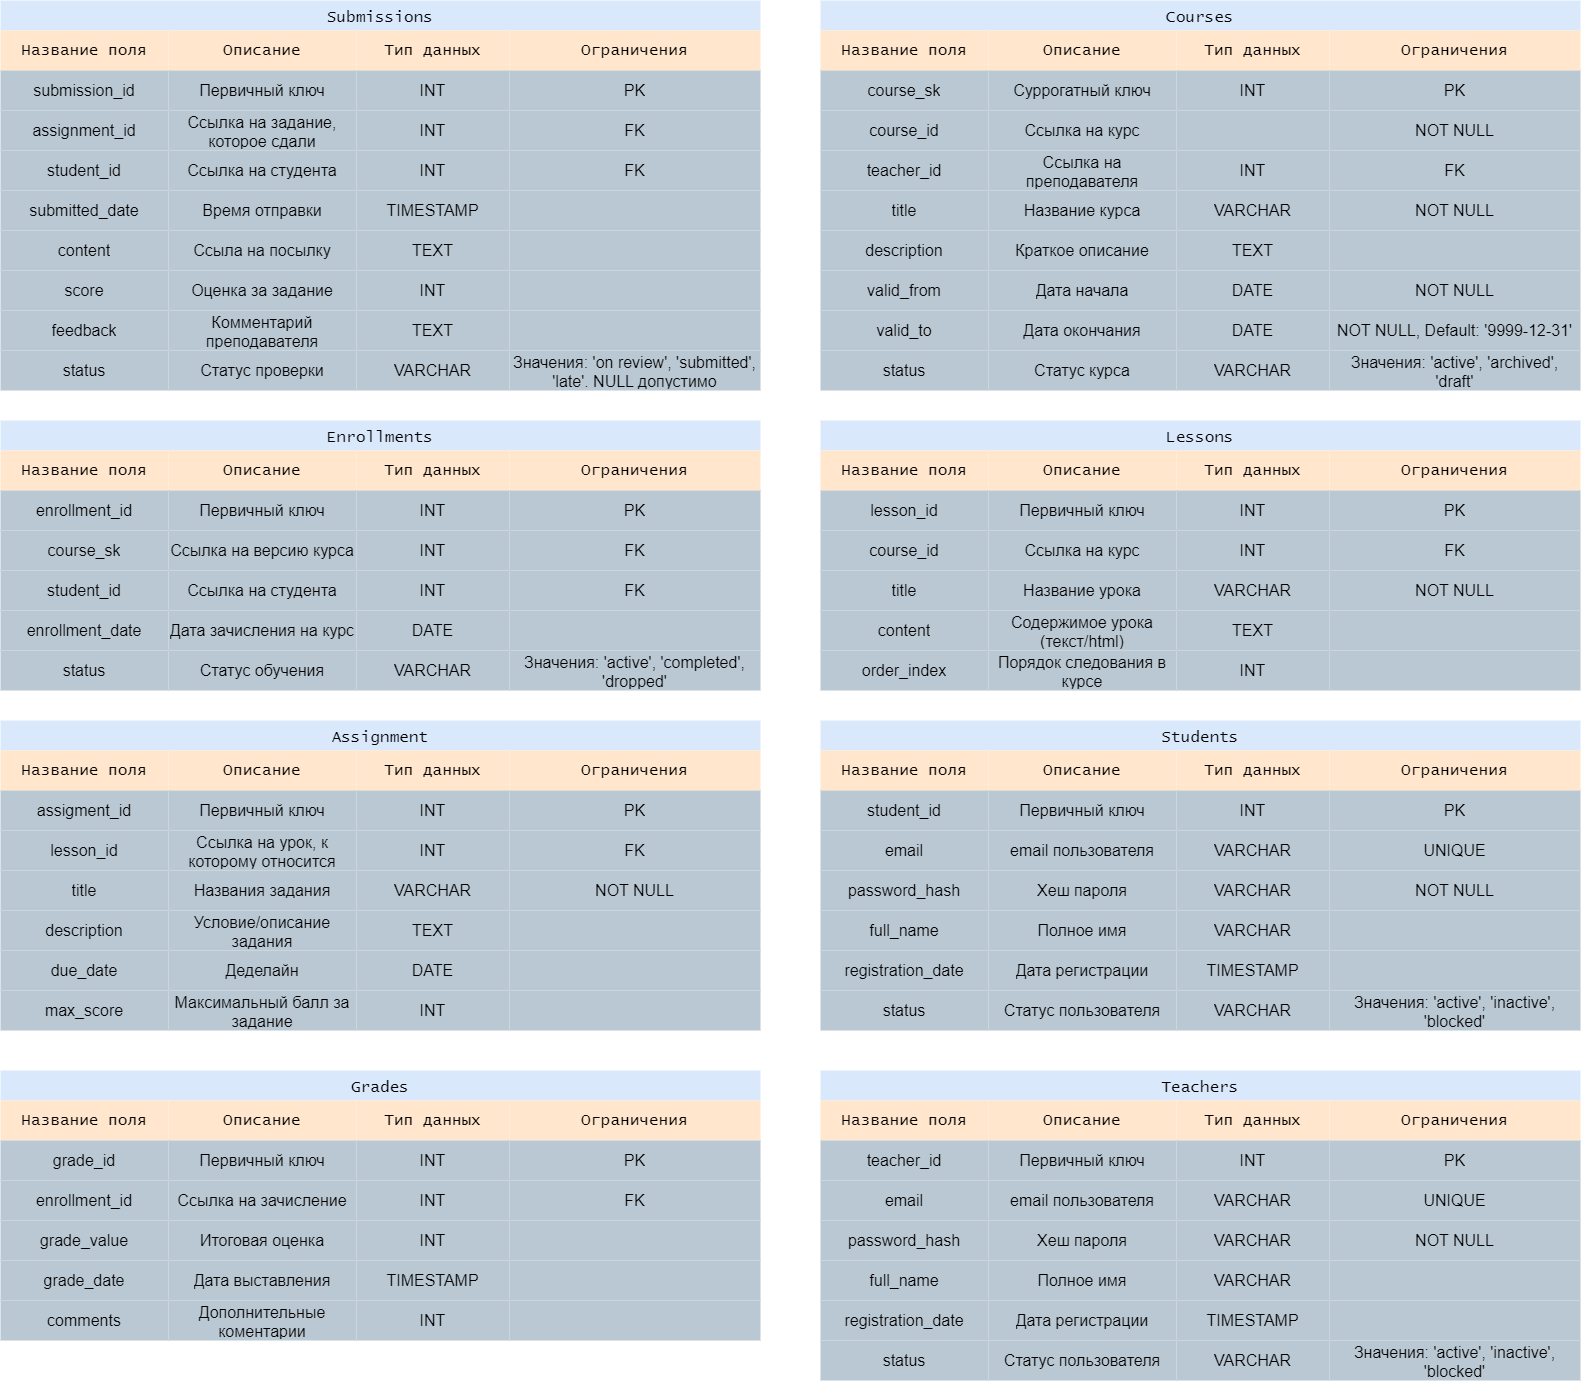 Submissions
Название поля Описание Тип данных Ограничения
submission_id Первичный ключ INT PK
assignment_id Ссылка на задание, которое сдали INT FK
student_id Ссылка на студента INT FK
submitted_date Время отправки TIMESTAMP
content Ссыла на посылку TEXT
score Оценка за задание INT
feedback Комментарий преподавателя TEXT
status Статус проверки VARCHAR Значения: 'on review', 'submitted', 'late'. NULL допустимо
Courses
Название поля Описание Тип данных Ограничения
course_sk Суррогатный ключ INT PK
course_id Ссылка на курс NOT NULL
teacher_id Ссылка на преподавателя INT FK
title Название курса VARCHAR NOT NULL
description Краткое описание TEXT
valid_from Дата начала DATE NOT NULL
valid_to Дата окончания DATE NOT NULL, Default: '9999-12-31'
status Статус курса VARCHAR Значения: 'active', 'archived', 'draft'
Enrollments
Название поля Описание Тип данных Ограничения
enrollment_id Первичный ключ INT PK
course_sk Ссылка на версию курса INT FK
student_id Ссылка на студента INT FK
enrollment_date Дата зачисления на курс DATE
status Статус обучения VARCHAR Значения: 'active', 'completed', 'dropped'
Lessons
Название поля Описание Тип данных Ограничения
lesson_id Первичный ключ INT PK
course_id Ссылка на курс INT FK
title Название урока VARCHAR NOT NULL
content Содержимое урока (текст/html) TEXT
order_index Порядок следования в курсе INT
Assignment
Название поля Описание Тип данных Ограничения
assigment_id Первичный ключ INT PK
lesson_id Ссылка на урок, к которому относится INT FK
title Названия задания VARCHAR NOT NULL
description Условие/описание задания TEXT
due_date Деделайн DATE
max_score Максимальный балл за задание INT
Students
Название поля Описание Тип данных Ограничения
student_id Первичный ключ INT PK
email email пользователя VARCHAR UNIQUE
password_hash Хеш пароля VARCHAR NOT NULL
full_name Полное имя VARCHAR
registration_date Дата регистрации TIMESTAMP
status Статус пользователя VARCHAR Значения: 'active', 'inactive', 'blocked'
Grades
Название поля Описание Тип данных Ограничения
grade_id Первичный ключ INT PK
enrollment_id Ссылка на зачисление INT FK
grade_value Итоговая оценка INT
grade_date Дата выставления TIMESTAMP
comments Дополнительные коментарии INT
Teachers
Название поля Описание Тип данных Ограничения
teacher_id Первичный ключ INT PK
email email пользователя VARCHAR UNIQUE
password_hash Хеш пароля VARCHAR NOT NULL
full_name Полное имя VARCHAR
registration_date Дата регистрации TIMESTAMP
status Статус пользователя VARCHAR Значения: 'active', 'inactive', 'blocked'